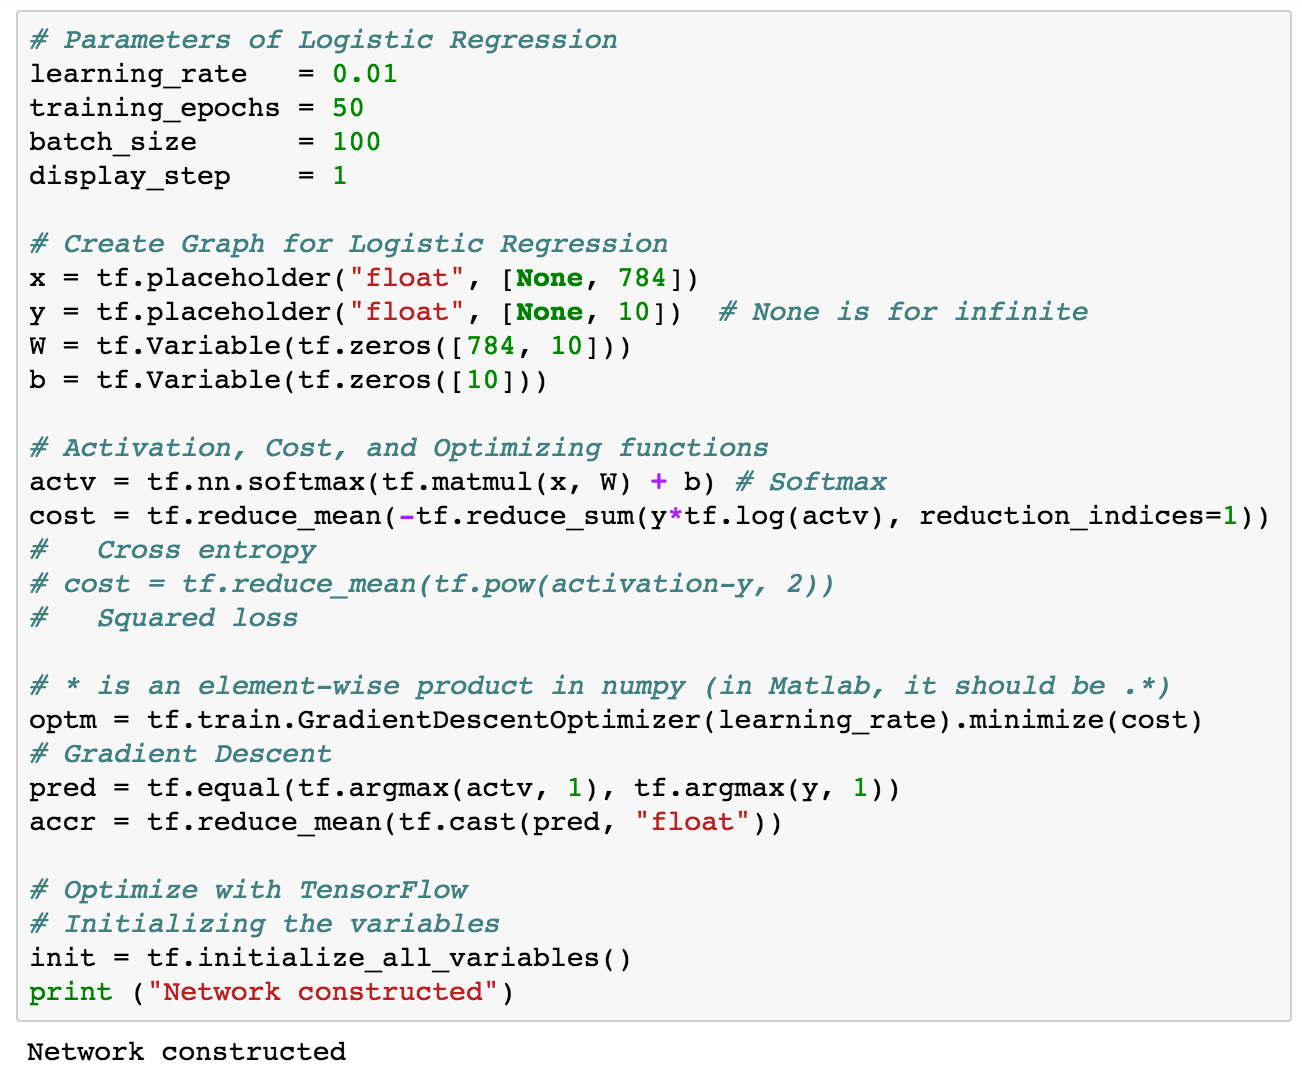 # Parameters of Logistic Regression
learning_rate   = 0.01
training_epochs = 50
batch_size      = 100
display_step    = 1
# Create Graph for Logistic Regression
x = tf.placeholder("float", [None, 784])
y = tf.placeholder("float", [None, 10])  # None is for infinite
W = tf.Variable(tf.zeros([784, 10]))
b = tf.Variable(tf.zeros([10]))
# Activation, Cost, and Optimizing functions
actv = tf.nn.softmax(tf.matmul(x, W) + b) # Softmax
cost = tf.reduce_mean(-tf.reduce_sum(y*tf.log(actv), reduction_indices=1))
#   Cross entropy
# cost = tf.reduce_mean(tf.pow(activation-y, 2))
#   Squared loss
# * is an element-wise product in numpy (in Matlab, it should be .*)
optm = tf.train.GradientDescentOptimizer(learning_rate).minimize(cost)
# Gradient Descent
pred = tf.equal(tf.argmax(actv, 1), tf.argmax(y, 1))
accr = tf.reduce_mean(tf.cast(pred, "float"))
# Optimize with TensorFlow
# Initializing the variables
init = tf.initialize_all_variables()
print ("Network constructed")
Network constructed